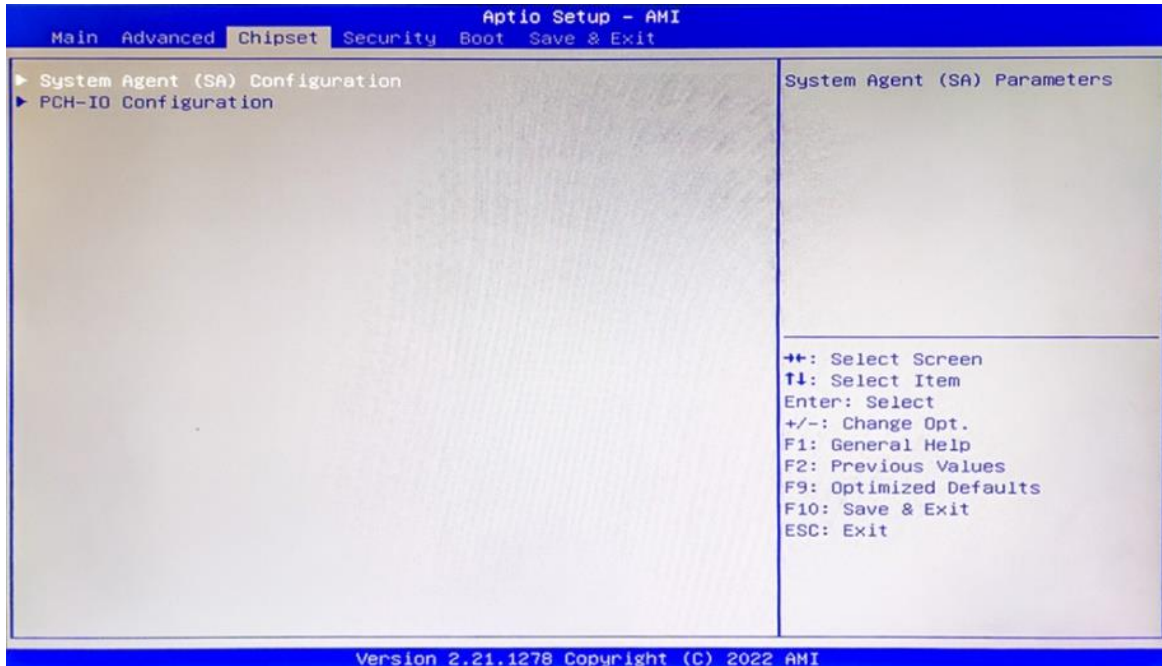 Aptio Setup – AMI
Main Advanced Chipset Security Boot Save & Exit
► System Agent (SA) Configuration
► PCH-IO Configuration
System Agent (SA) Parameters
→←: Select Screen
↑↓: Select Item
Enter: Select
+/-: Change Opt.
F1: General Help
F2: Previous Values
F9: Optimized Defaults
F10: Save & Exit
ESC: Exit
Version 2.21.1278 Copyright (C) 2022 AMI